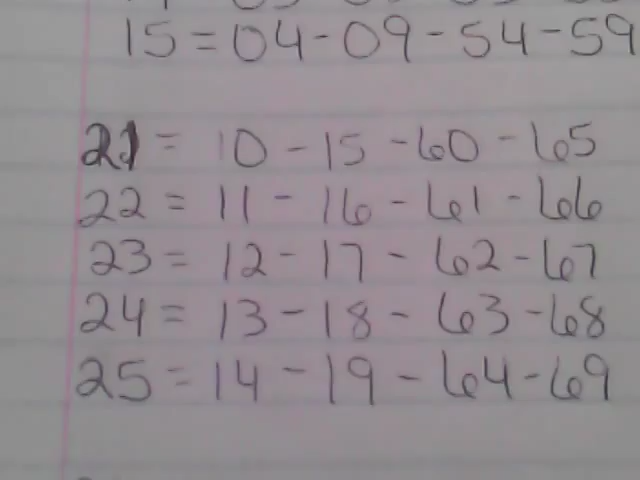 15 = 04 - 09 - 54 - 59
21 = 10 - 15 - 60 - 65
22 = 11 - 16 - 61 - 66
23 = 12 - 17 - 62 - 67
24 = 13 - 18 - 63 - 68
25 = 14 - 19 - 64 - 69